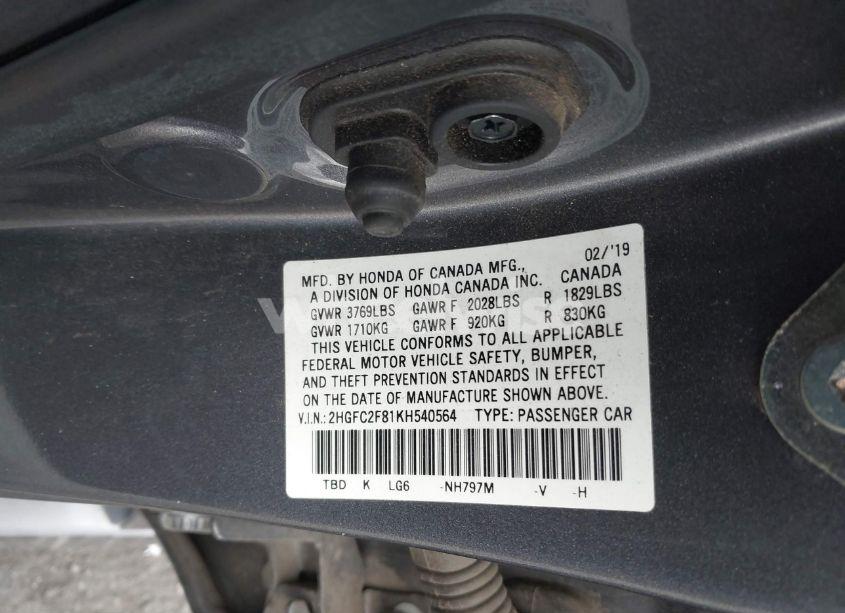 02/'19
MFD. BY HONDA OF CANADA MFG.,
A DIVISION OF HONDA CANADA INC. CANADA
GVWR 3769LBS GAWR F 2028LBS R 1829LBS
GVWR 1710KG GAWR F 920KG R 830KG
THIS VEHICLE CONFORMS TO ALL APPLICABLE
FEDERAL MOTOR VEHICLE SAFETY, BUMPER,
AND THEFT PREVENTION STANDARDS IN EFFECT
ON THE DATE OF MANUFACTURE SHOWN ABOVE.
V.I.N.: 2HGFC2F81KH540564 TYPE: PASSENGER CAR
TBD K LG6 -NH797M -V -H